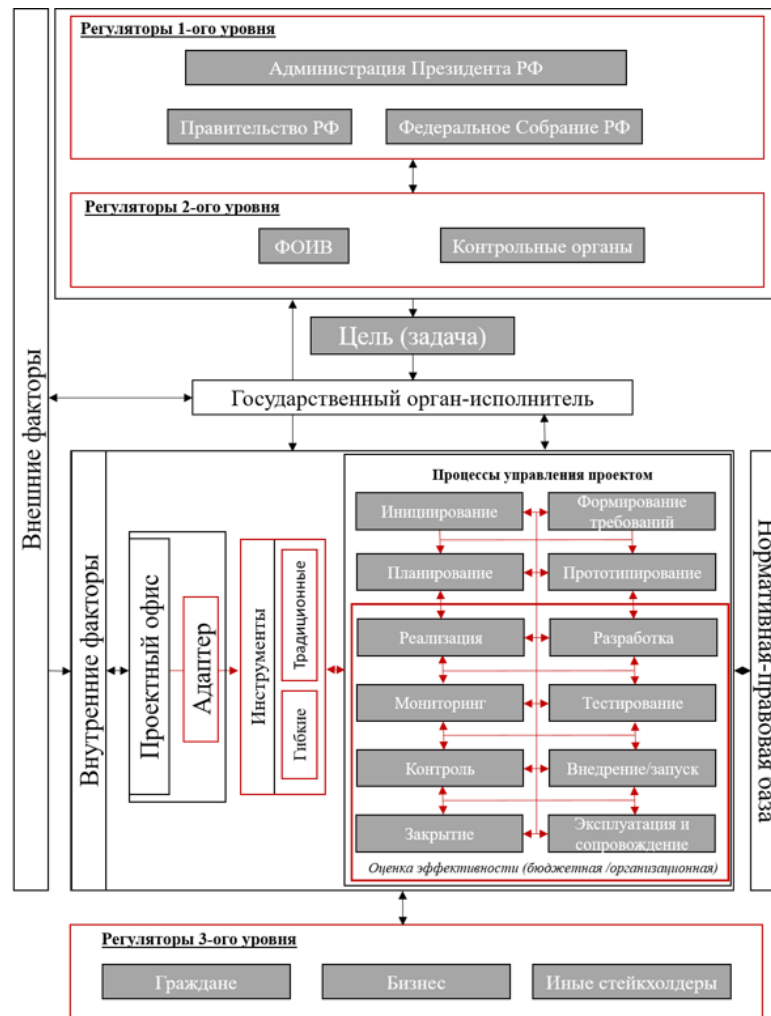 Регуляторы 1-ого уровня
Администрация Президента РФ
Правительство РФ
Федеральное Собрание РФ
Регуляторы 2-ого уровня
ФОИВ
Контрольные органы
Цель (задача)
Государственный орган-исполнитель
Внешние факторы
Внутренние факторы
Проектный офис
Адаптер
Инструменты
Традиционные
Гибкие
Процессы управления проектом
Инициирование
Формирование
требований
Планирование
Прототипирование
Реализация
Разработка
Мониторинг
Тестирование
Контроль
Внедрение/запуск
Закрытие
Эксплуатация и
сопровождение
Оценка эффективности (бюджетная /организационная)
Нормативная-правовая база
Регуляторы 3-ого уровня
Граждане
Бизнес
Иные стейкхолдеры